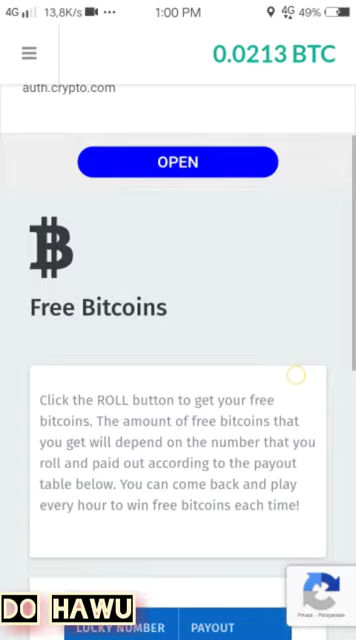 4G 13,8K/s 1:00 PM 4G 49%
0.0213 BTC
auth.crypto.com
OPEN
Free Bitcoins
Click the ROLL button to get your free
bitcoins. The amount of free bitcoins that
you get will depend on the number that you
roll and paid out according to the payout
table below. You can come back and play
every hour to win free bitcoins each time!
DO HAWU
LUCKY NUMBER PAYOUT